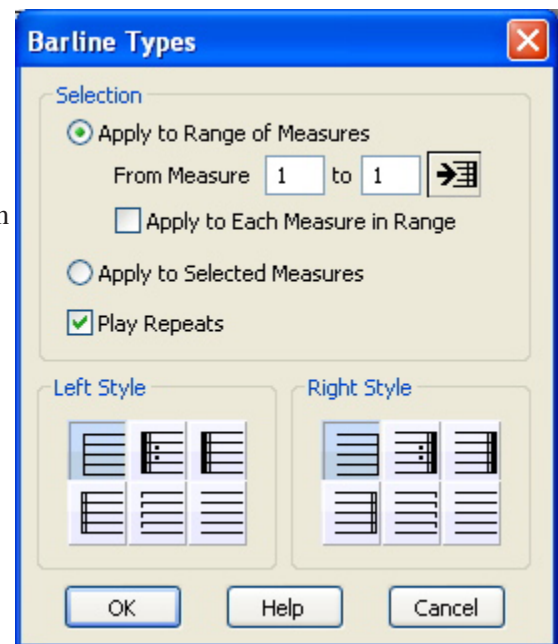 Barline Types
Selection
Apply to Range of Measures
From Measure 1 to 1
Apply to Each Measure in Range
Apply to Selected Measures
Play Repeats
Left Style
Right Style
OK
Help
Cancel